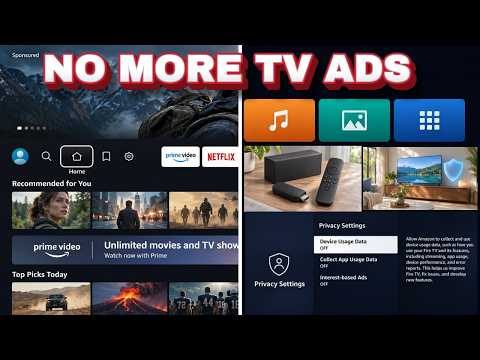 NO MORE TV ADS
Sponsored
Home
prime video
NETFLIX
Recommended for You
prime video
Unlimited movies and TV show
Watch now with Prime
Top Picks Today
Privacy Settings
Privacy Settings
Device Usage Data
OFF
Collect App Usage Data
OFF
Interest-based Ads
OFF
Allow Amazon to collect and use
device usage data, such as how you
use your Fire TV and its features,
including streaming, app usage,
device performance, and error
reports. This helps us improve
Fire TV, fix issues, and develop
new features.